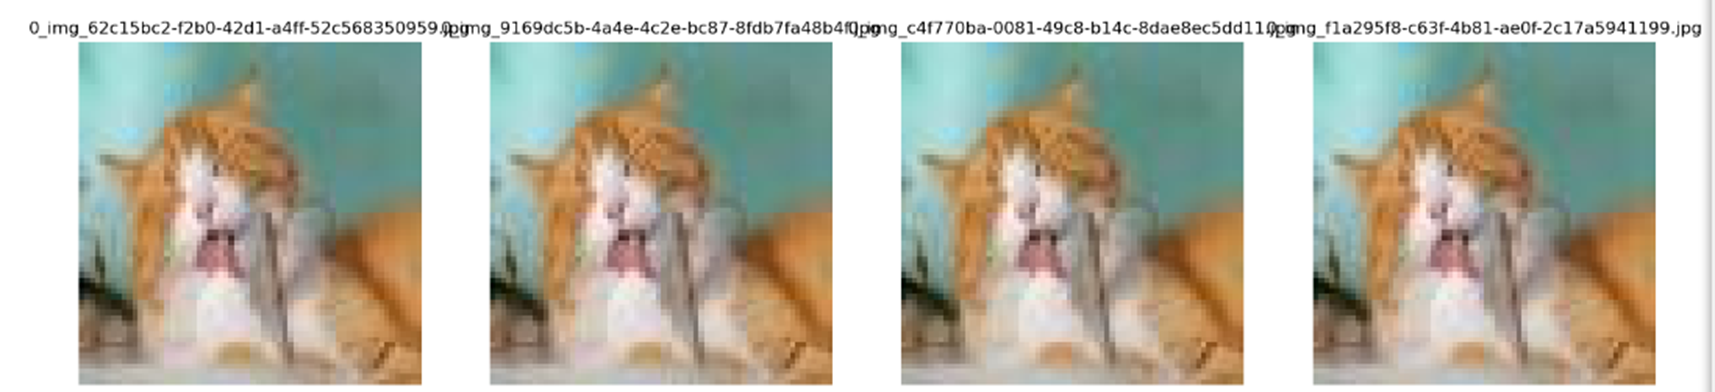 0_img_62c15bc2-f2b0-42d1-a4ff-52c568350959.jpg
0_img_9169dc5b-4a4e-4c2e-bc87-8fdb7fa48b4f.jpg
0_img_c4f770ba-0081-49c8-b14c-8dae8ec5dd11.jpg
0_img_f1a295f8-c63f-4b81-ae0f-2c17a5941199.jpg